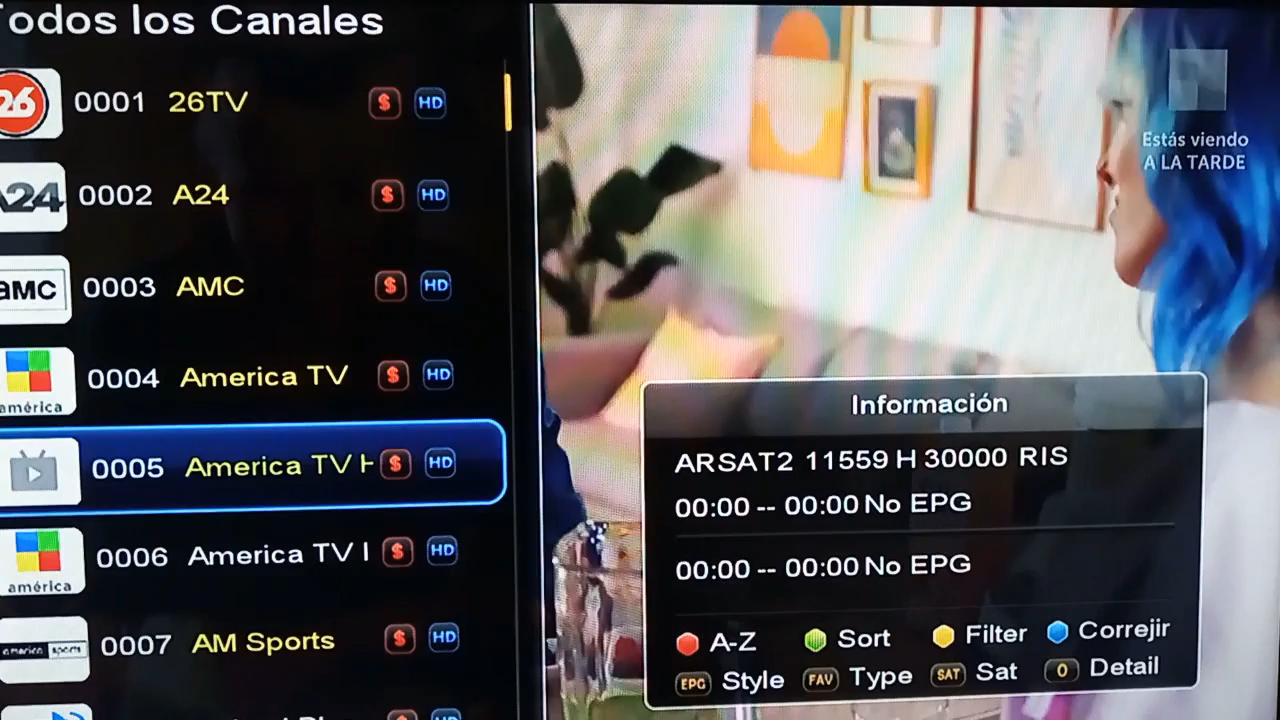 Todos los Canales
26 0001 26TV $ HD
A24 0002 A24 $ HD
aMC 0003 AMC $ HD
0004 America TV $ HD
américa
0005 America TV H $ HD
0006 America TV $ HD
américa
0007 AM Sports $ HD
america sports
HD
Estás viendo
A LA TARDE
Información
ARSAT2 11559 H 30000 RIS
00:00 -- 00:00 No EPG
00:00 -- 00:00 No EPG
A-Z Sort Filter Correjir
EPG Style FAV Type SAT Sat 0 Detail